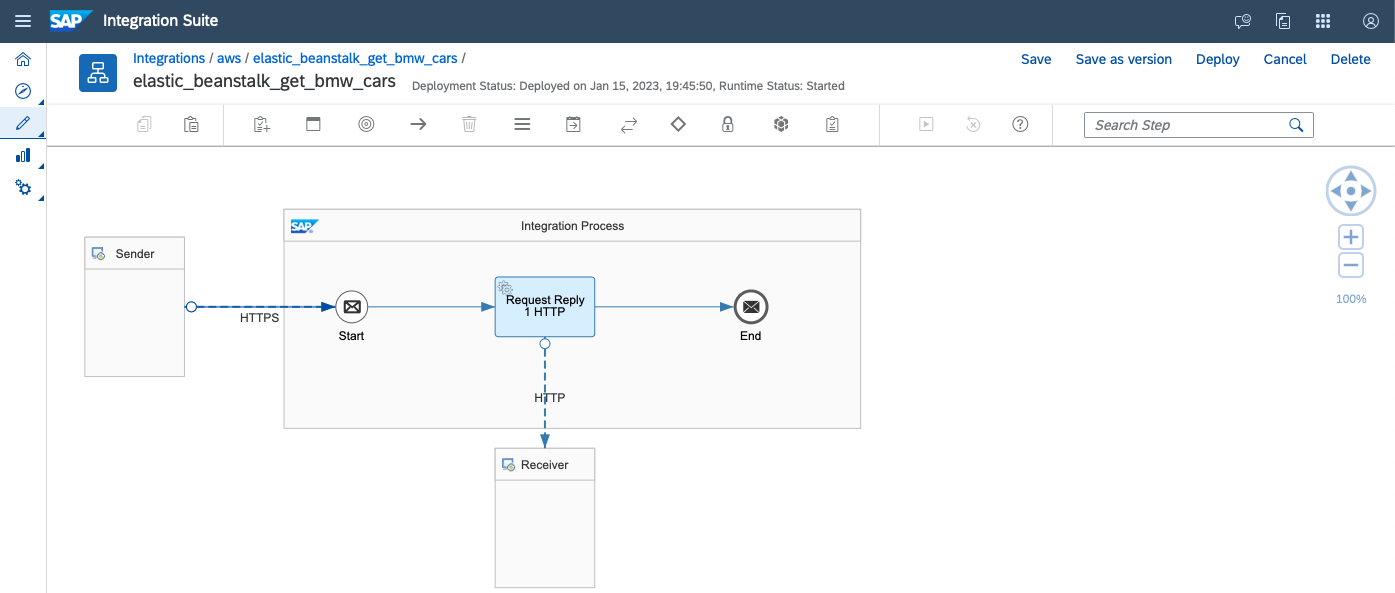 SAP Integration Suite
Integrations / aws / elastic_beanstalk_get_bmw_cars /
elastic_beanstalk_get_bmw_cars
Deployment Status: Deployed on Jan 15, 2023, 19:45:50, Runtime Status: Started
Save Save as version Deploy Cancel Delete
Search Step
SAP Integration Process
Sender
HTTPS
Start
Request Reply
1 HTTP
End
HTTP
Receiver
100%